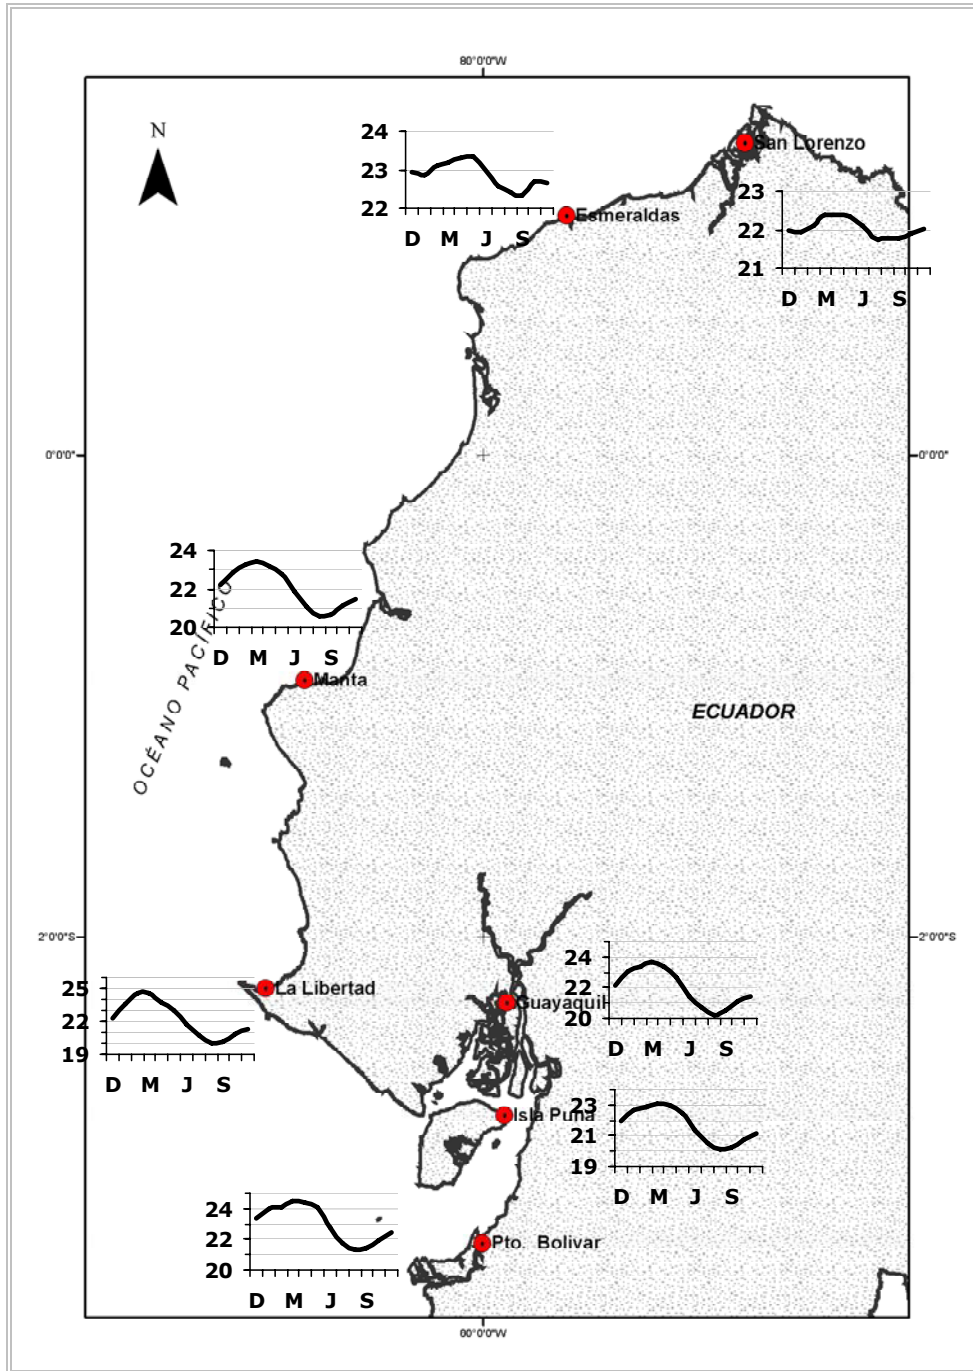 80°0'0"W
N
24
23
22
D M J S
San Lorenzo
Esmeraldas
23
22
21
D M J S
0°0'0"
0°0'0"
24
22
20
D M J S
OCÉANO PACÍFICO
Manta
ECUADOR
2°0'0"S
2°0'0"S
La Libertad
25
22
19
D M J S
Guayaquil
24
22
20
D M J S
Isla Puná
23
21
19
D M J S
24
22
20
D M J S
Pto. Bolivar
80°0'0"W